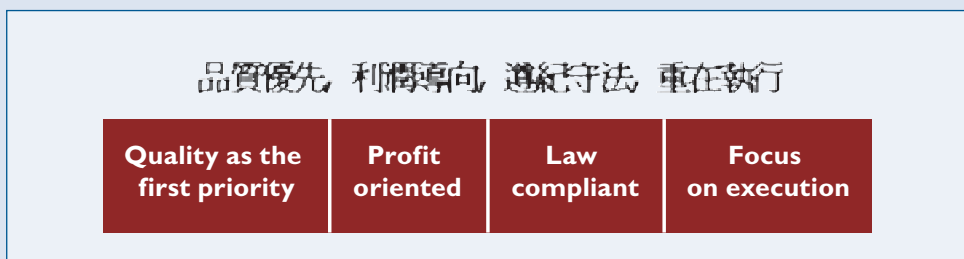 品質優先, 利潤導向, 遵紀守法, 重在執行
Quality as the
first priority
Profit
oriented
Law
compliant
Focus
on execution